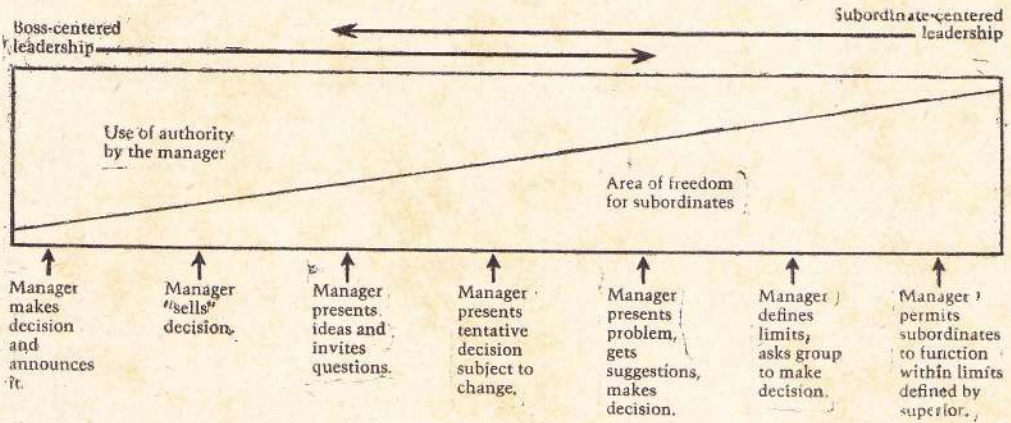 Boss-centered
leadership
Subordinate-centered
leadership
Use of authority
by the manager
Area of freedom
for subordinates
Manager
makes
decision
and
announces
it.
Manager
"sells"
decision.
Manager
presents
ideas and
invites
questions.
Manager
presents
tentative
decision
subject to
change.
Manager
presents
problem,
gets
suggestions,
makes
decision.
Manager
defines
limits,
asks group
to make
decision.
Manager
permits
subordinates
to function
within limits
defined by
superior.